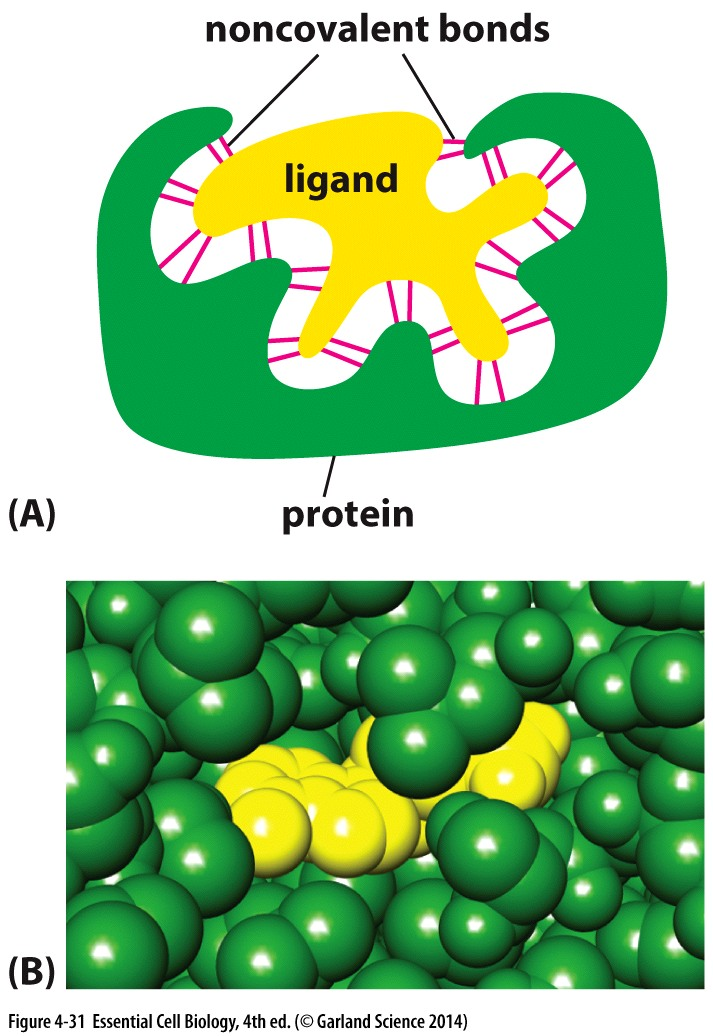 noncovalent bonds
ligand
protein
(A)
(B)
Figure 4-31 Essential Cell Biology, 4th ed. (© Garland Science 2014)